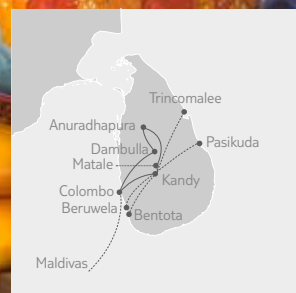 Trincomalee
Anuradhapura
Pasikuda
Dambulla
Matale
Kandy
Colombo
Beruwela
Bentota
Maldivas